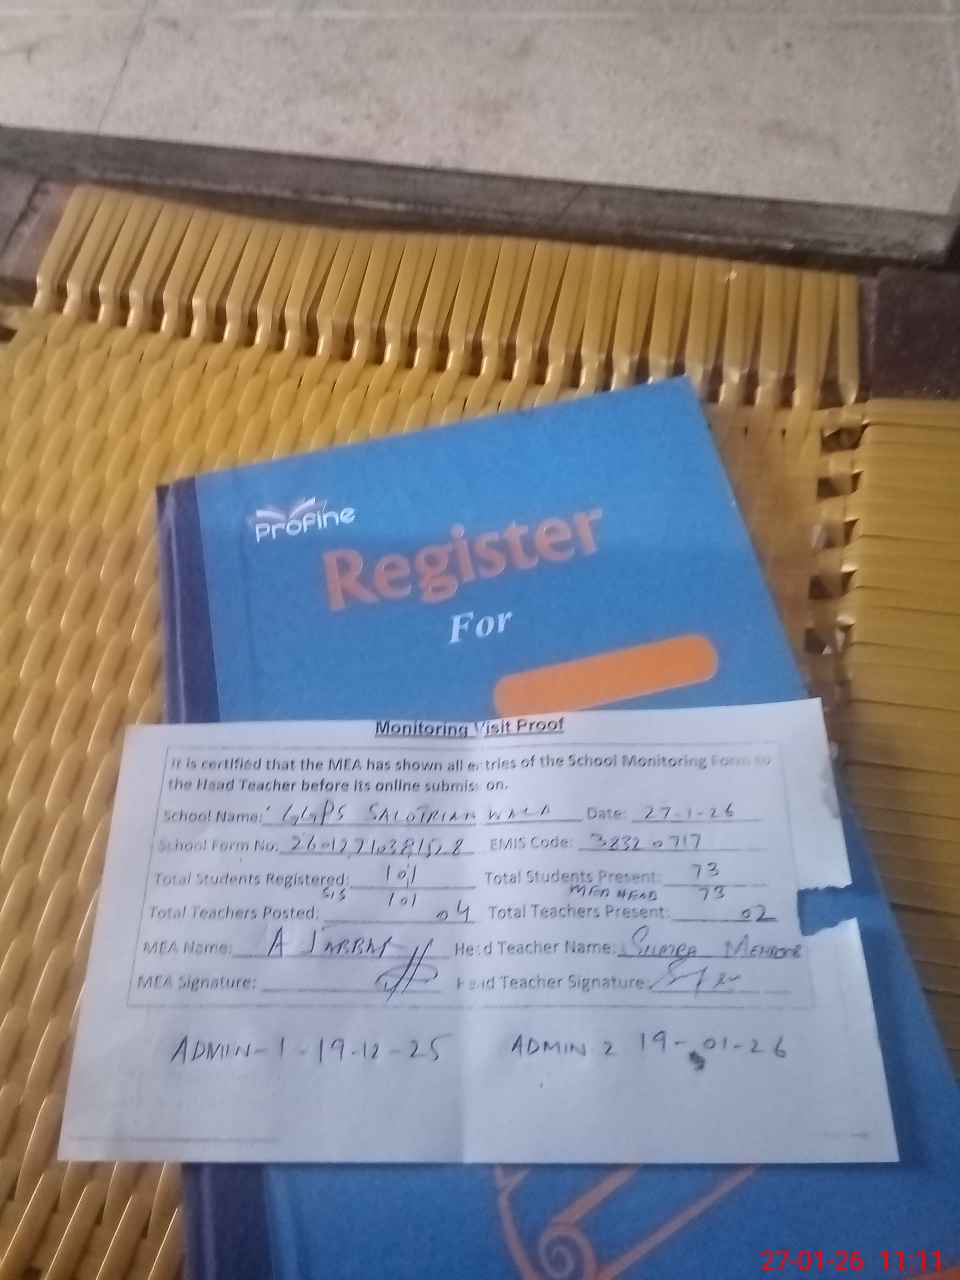 Profine
Register
For
Monitoring Visit Proof
It is certified that the MEA has shown all entries of the School Monitoring Form to
the Head Teacher before its online submission.
School Name: GGPS SALOTRIAN WALA Date: 27-1-26
School Form No: EMIS Code: 38320717
Total Students Registered: 101 Total Students Present: 73
SIS 101 MEA HEAD 73
Total Teachers Posted: 04 Total Teachers Present: 02
MEA Name: A JABBAR Head Teacher Name:
MEA Signature: Head Teacher Signature:
ADMIN-1-19-12-25 ADMIN 2 19-01-26
27-01-26 11:11